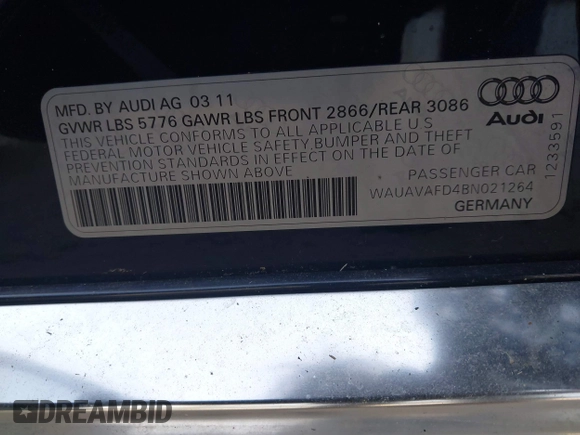 MFD. BY AUDI AG 03 11
GVWR LBS 5776 GAWR LBS FRONT 2866/REAR 3086
THIS VEHICLE CONFORMS TO ALL APPLICABLE U S
FEDERAL MOTOR VEHICLE SAFETY, BUMPER AND THEFT
PREVENTION STANDARDS IN EFFECT ON THE DATE OF
MANUFACTURE SHOWN ABOVE
Audi
1233591
PASSENGER CAR
WAUAVAFD4BN021264
GERMANY
DREAMBID